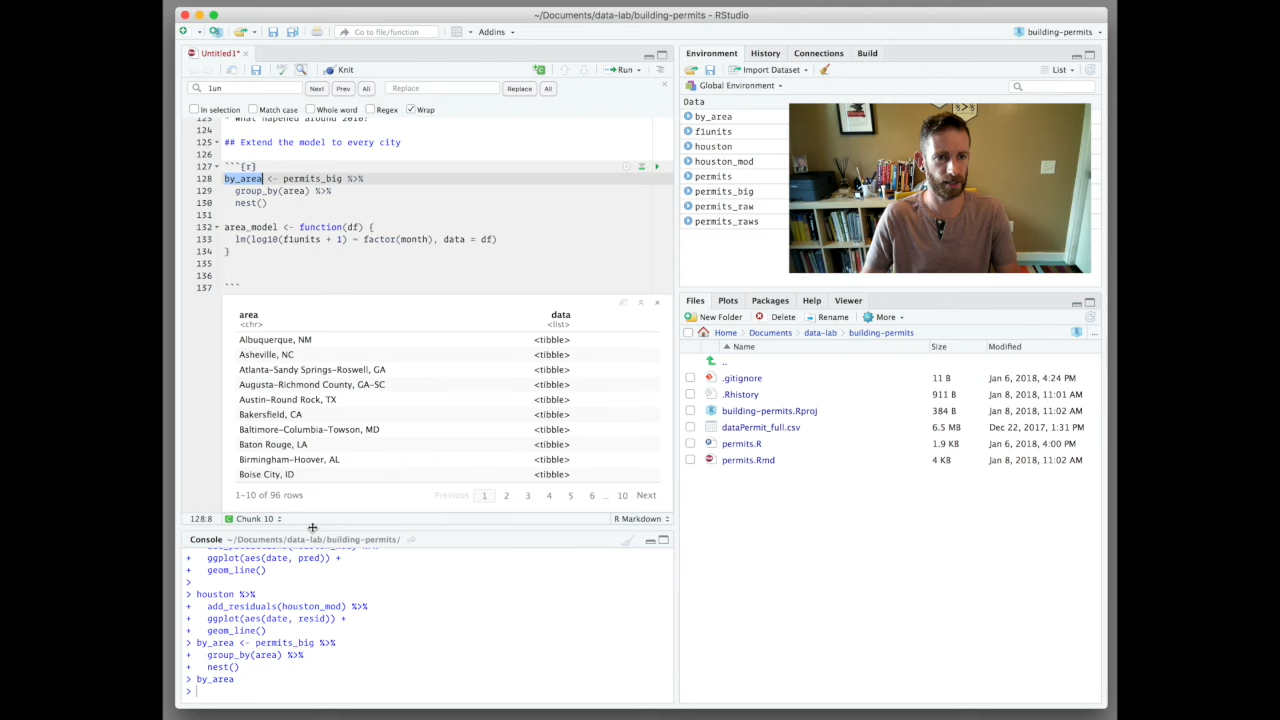 ~/Documents/data-lab/building-permits - RStudio
Go to file/function
Addins
building-permits
Untitled1*
Knit
Run
1un
Next
Prev
All
Replace
Replace
All
In selection
Match case
Whole word
Regex
Wrap
124
125 ## Extend the model to every city
126
127 ```{r}
128 by_area <- permits_big %>%
129 group_by(area) %>%
130 nest()
131
132 area_model <- function(df) {
133 lm(log10(f1units + 1) ~ factor(month), data = df)
134 }
135
136
137 ```
area data
<chr> <list>
Albuquerque, NM <tibble>
Asheville, NC <tibble>
Atlanta-Sandy Springs-Roswell, GA <tibble>
Augusta-Richmond County, GA-SC <tibble>
Austin-Round Rock, TX <tibble>
Bakersfield, CA <tibble>
Baltimore-Columbia-Towson, MD <tibble>
Baton Rouge, LA <tibble>
Birmingham-Hoover, AL <tibble>
Boise City, ID <tibble>
1-10 of 96 rows Previous 1 2 3 4 5 6 ... 10 Next
128:8 Chunk 10 R Markdown
Console ~/Documents/data-lab/building-permits/
+ ggplot(aes(date, pred)) +
+ geom_line()
>
> houston %>%
+ add_residuals(houston_mod) %>%
+ ggplot(aes(date, resid)) +
+ geom_line()
> by_area <- permits_big %>%
+ group_by(area) %>%
+ nest()
> by_area
>
Environment History Connections Build
Import Dataset
List
Global Environment
Data
by_area
f1units
houston
houston_mod
permits
permits_big
permits_raw
permits_raws
Files Plots Packages Help Viewer
New Folder Delete Rename More
Home Documents data-lab building-permits
...
Name Size Modified
..
.gitignore 11 B Jan 6, 2018, 4:24 PM
.Rhistory 911 B Jan 8, 2018, 11:01 AM
building-permits.Rproj 384 B Jan 8, 2018, 11:02 AM
dataPermit_full.csv 6.5 MB Dec 22, 2017, 1:31 PM
permits.R 1.9 KB Jan 6, 2018, 4:00 PM
permits.Rmd 4 KB Jan 8, 2018, 11:02 AM